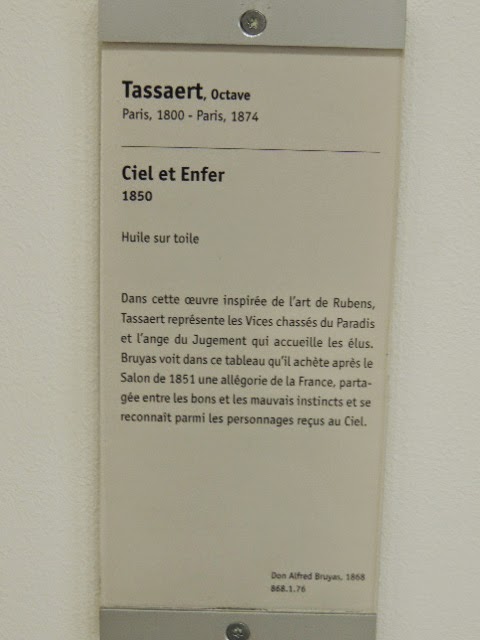 Tassaert, Octave
Paris, 1800 - Paris, 1874
Ciel et Enfer
1850
Huile sur toile
Dans cette œuvre inspirée de l'art de Rubens,
Tassaert représente les Vices chassés du Paradis
et l'ange du Jugement qui accueille les élus.
Bruyas voit dans ce tableau qu'il achète après le
Salon de 1851 une allégorie de la France, parta-
gée entre les bons et les mauvais instincts et se
reconnaît parmi les personnages reçus au Ciel.
Don Alfred Bruyas, 1868
868.1.76